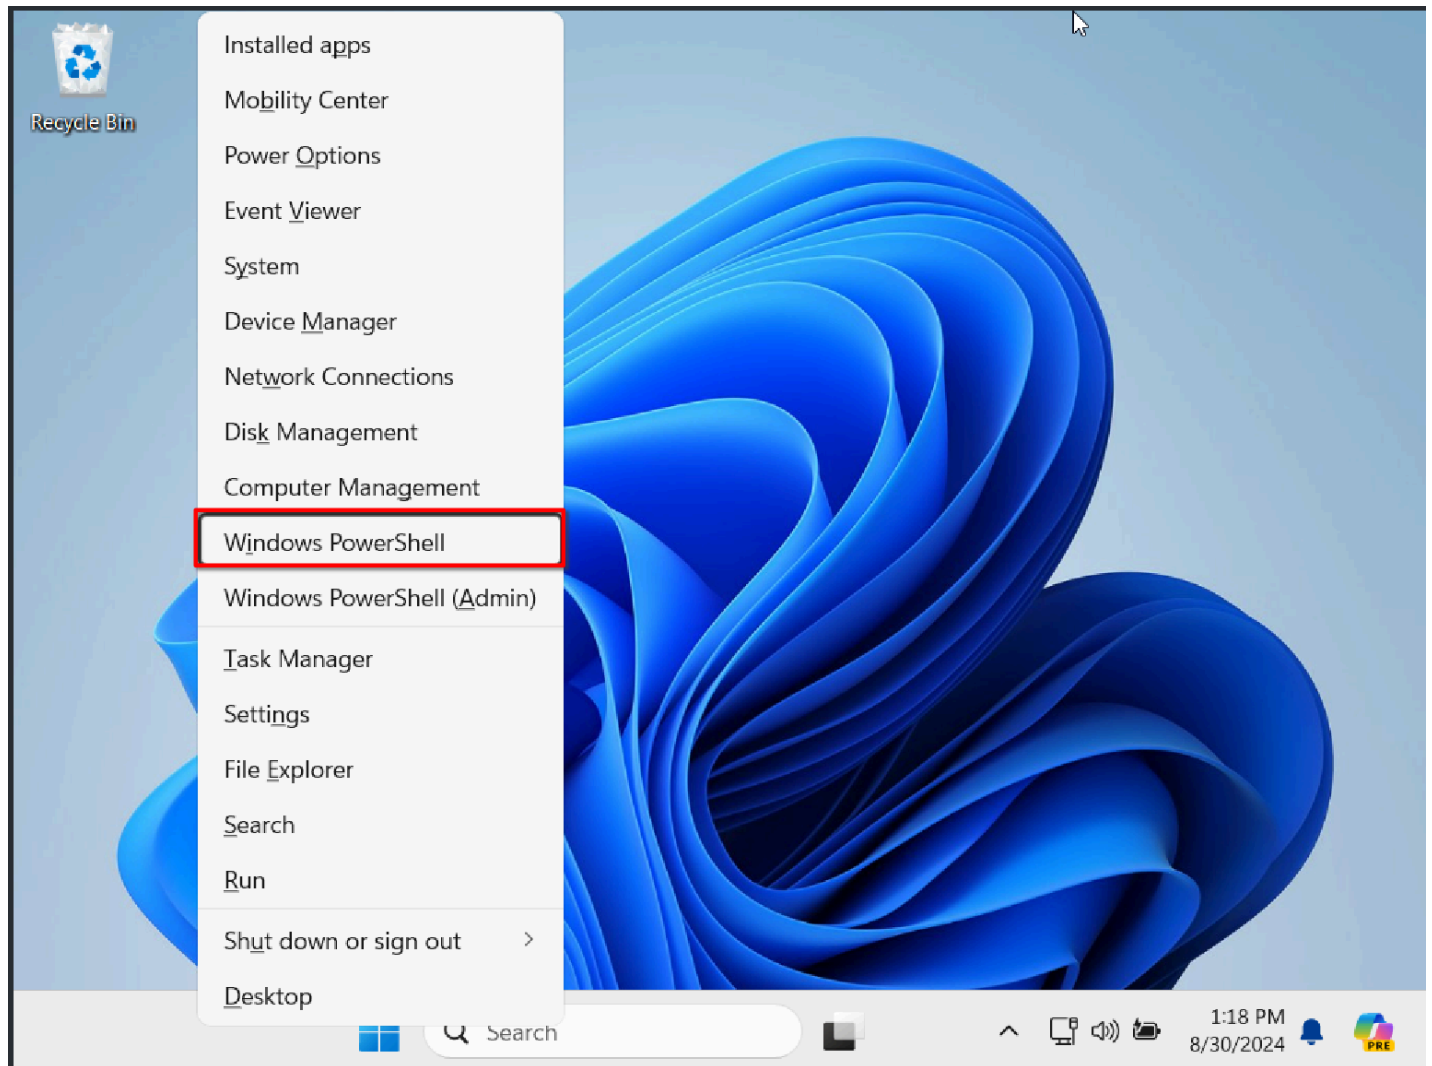 Recycle Bin
Installed apps
Mobility Center
Power Options
Event Viewer
System
Device Manager
Network Connections
Disk Management
Computer Management
Windows PowerShell
Windows PowerShell (Admin)
Task Manager
Settings
File Explorer
Search
Run
Shut down or sign out
Desktop
Search
1:18 PM
8/30/2024
PRE